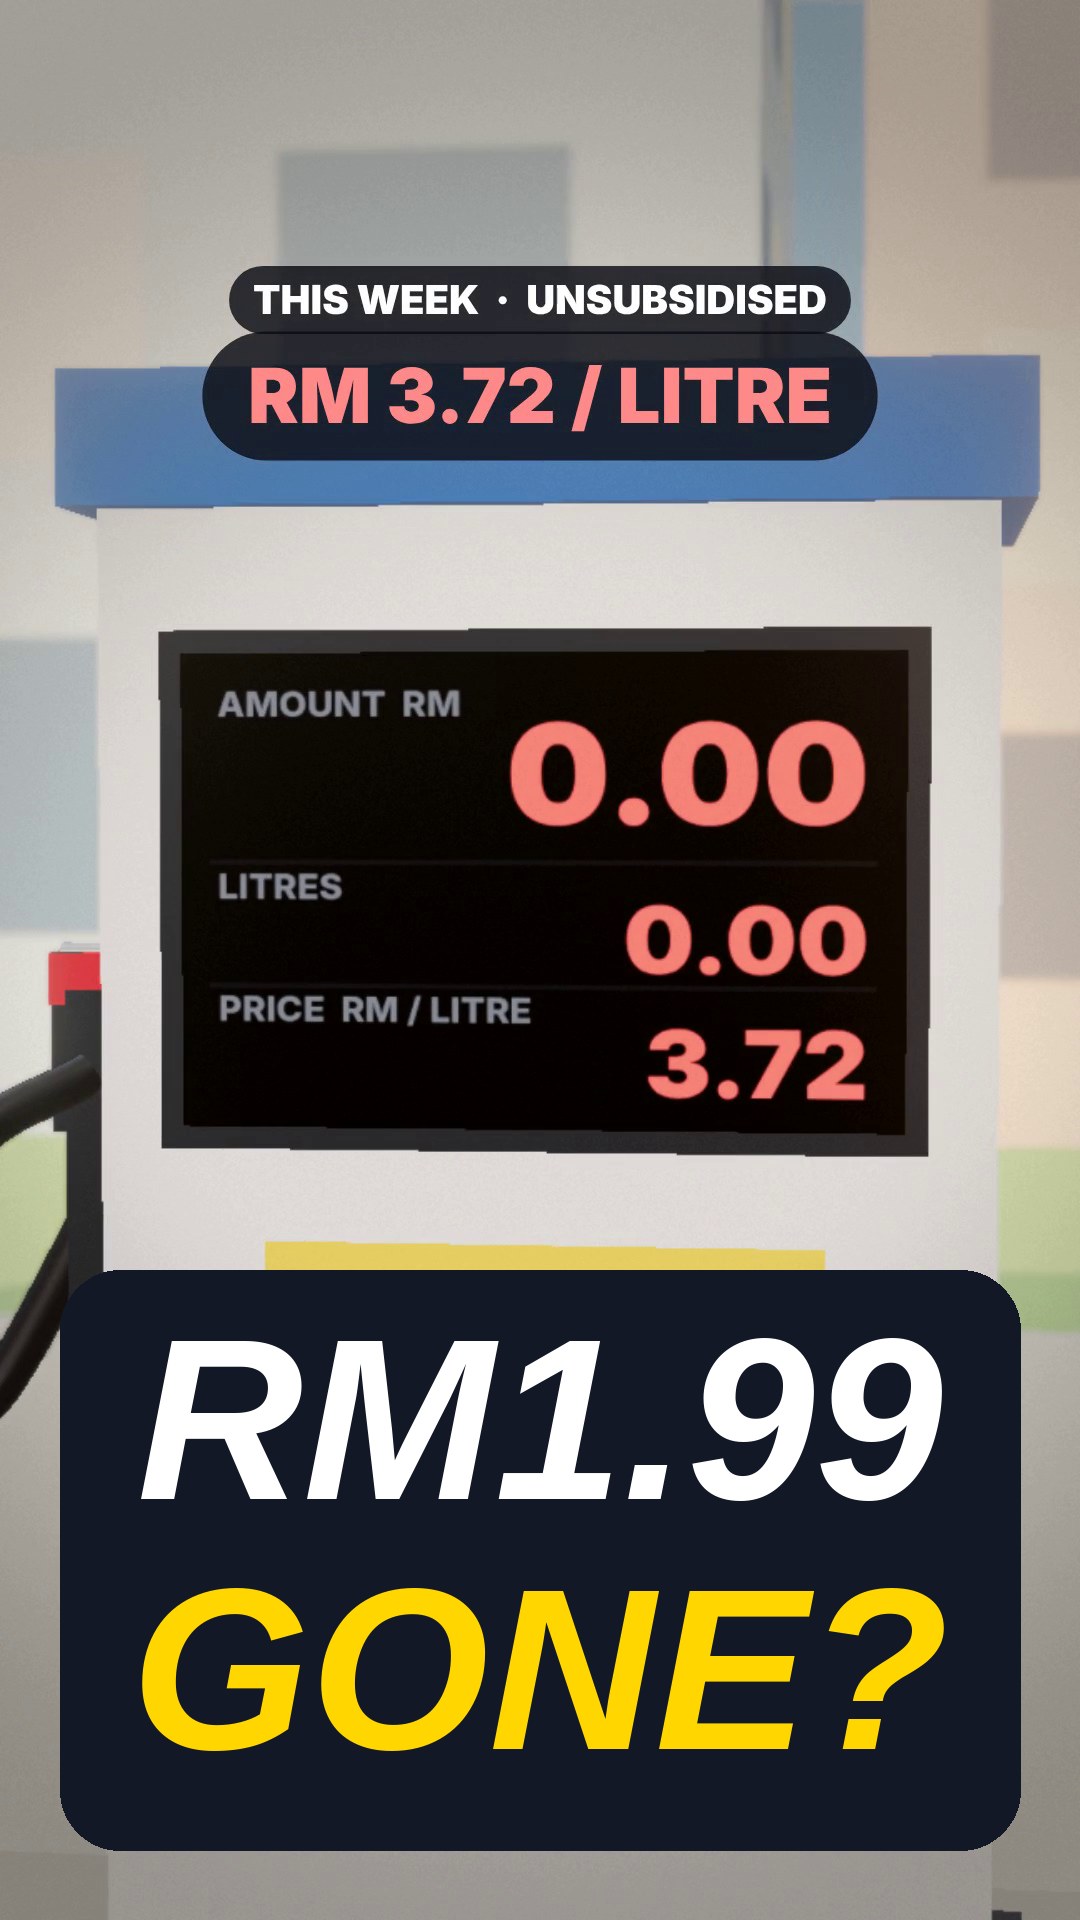 THIS WEEK · UNSUBSIDISED
RM 3.72 / LITRE
AMOUNT RM
0.00
LITRES
0.00
PRICE RM / LITRE
3.72
RM1.99
GONE?